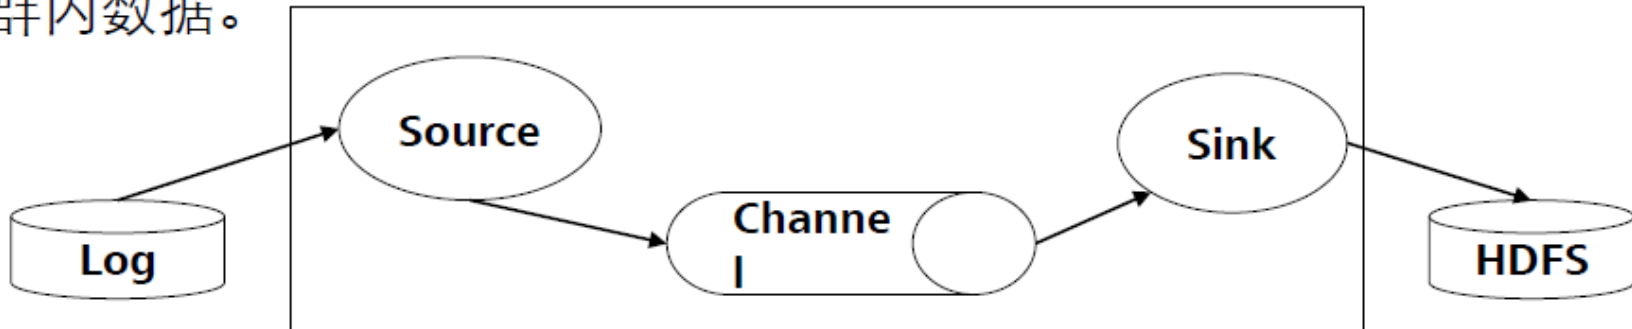 群内数据。
Source
Sink
Channe
l
Log
HDFS